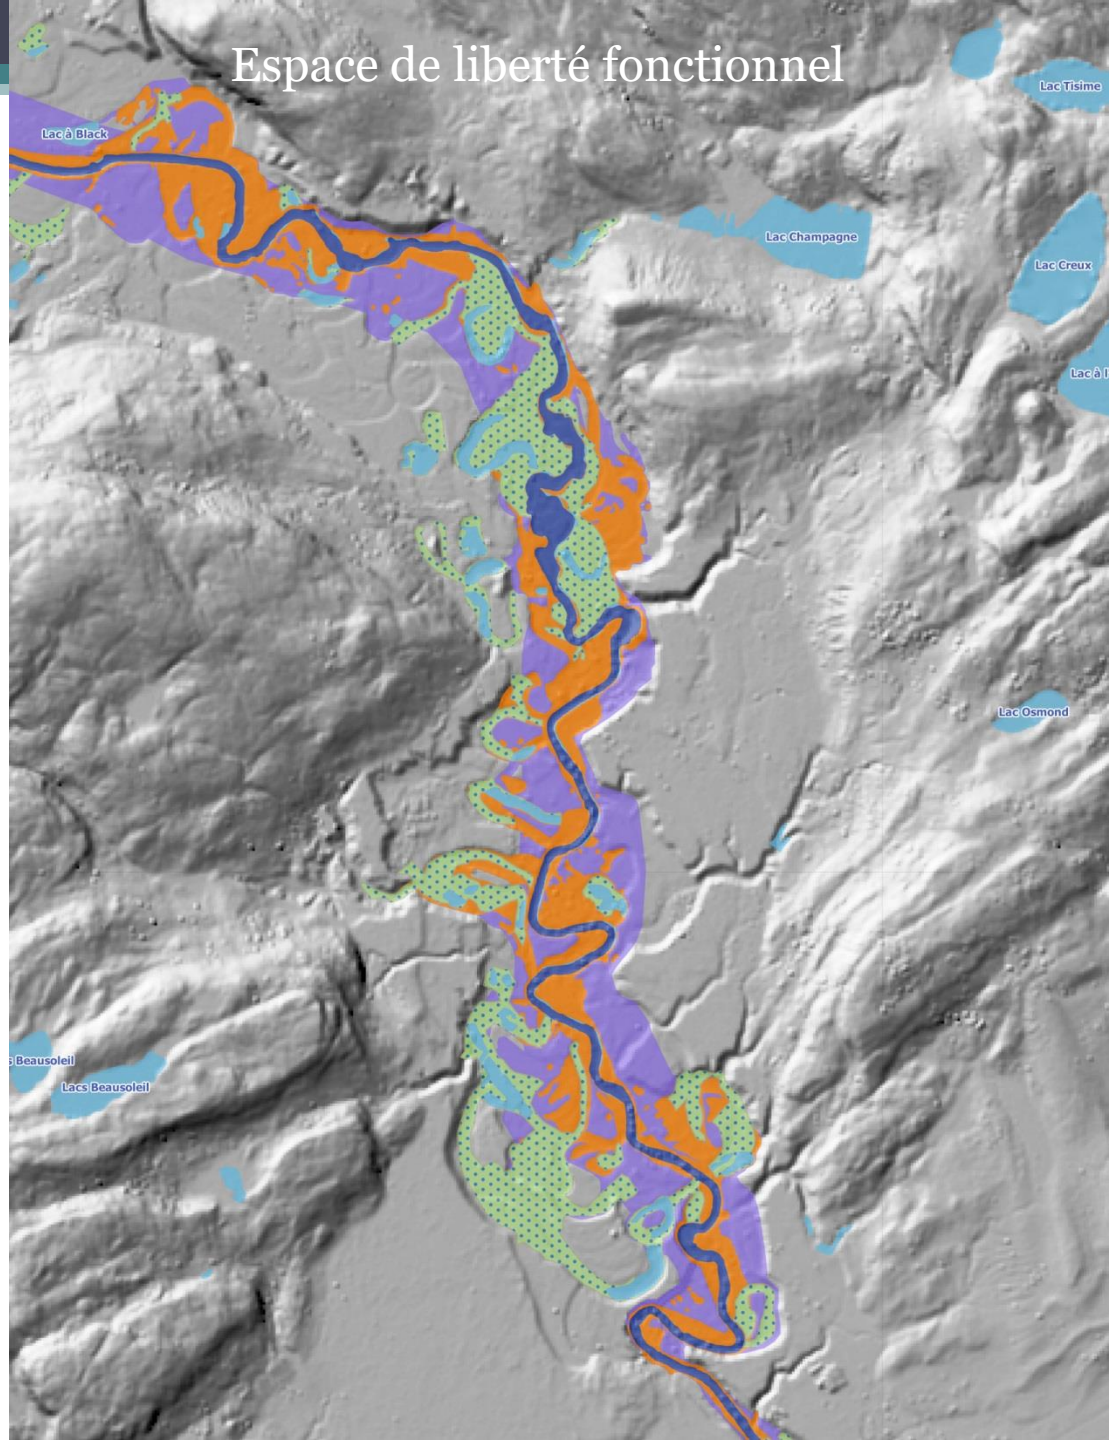 Espace de liberté fonctionnel
Lac Tisime
Lac à Black
Lac Champagne
Lac Creux
Lac à l
Lac Osmond
s Beausoleil
Lacs Beausoleil